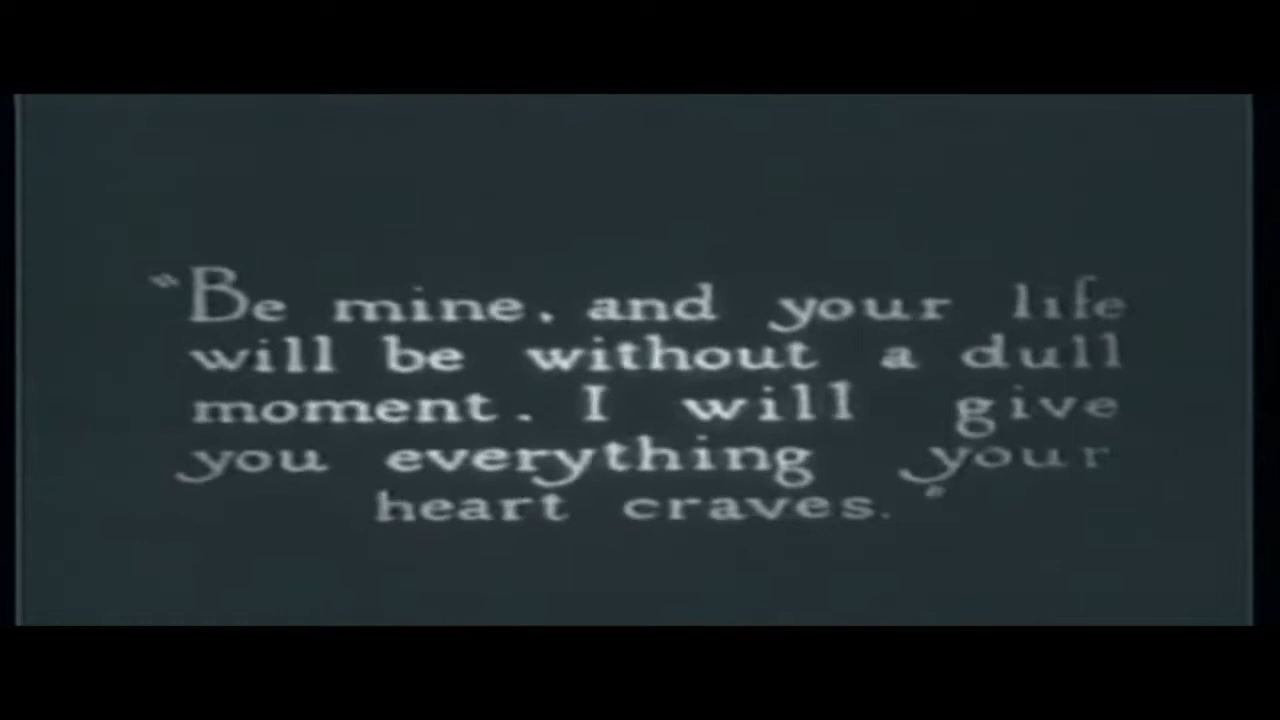 "Be mine, and your life
will be without a dull
moment. I will give
you everything your
heart craves."